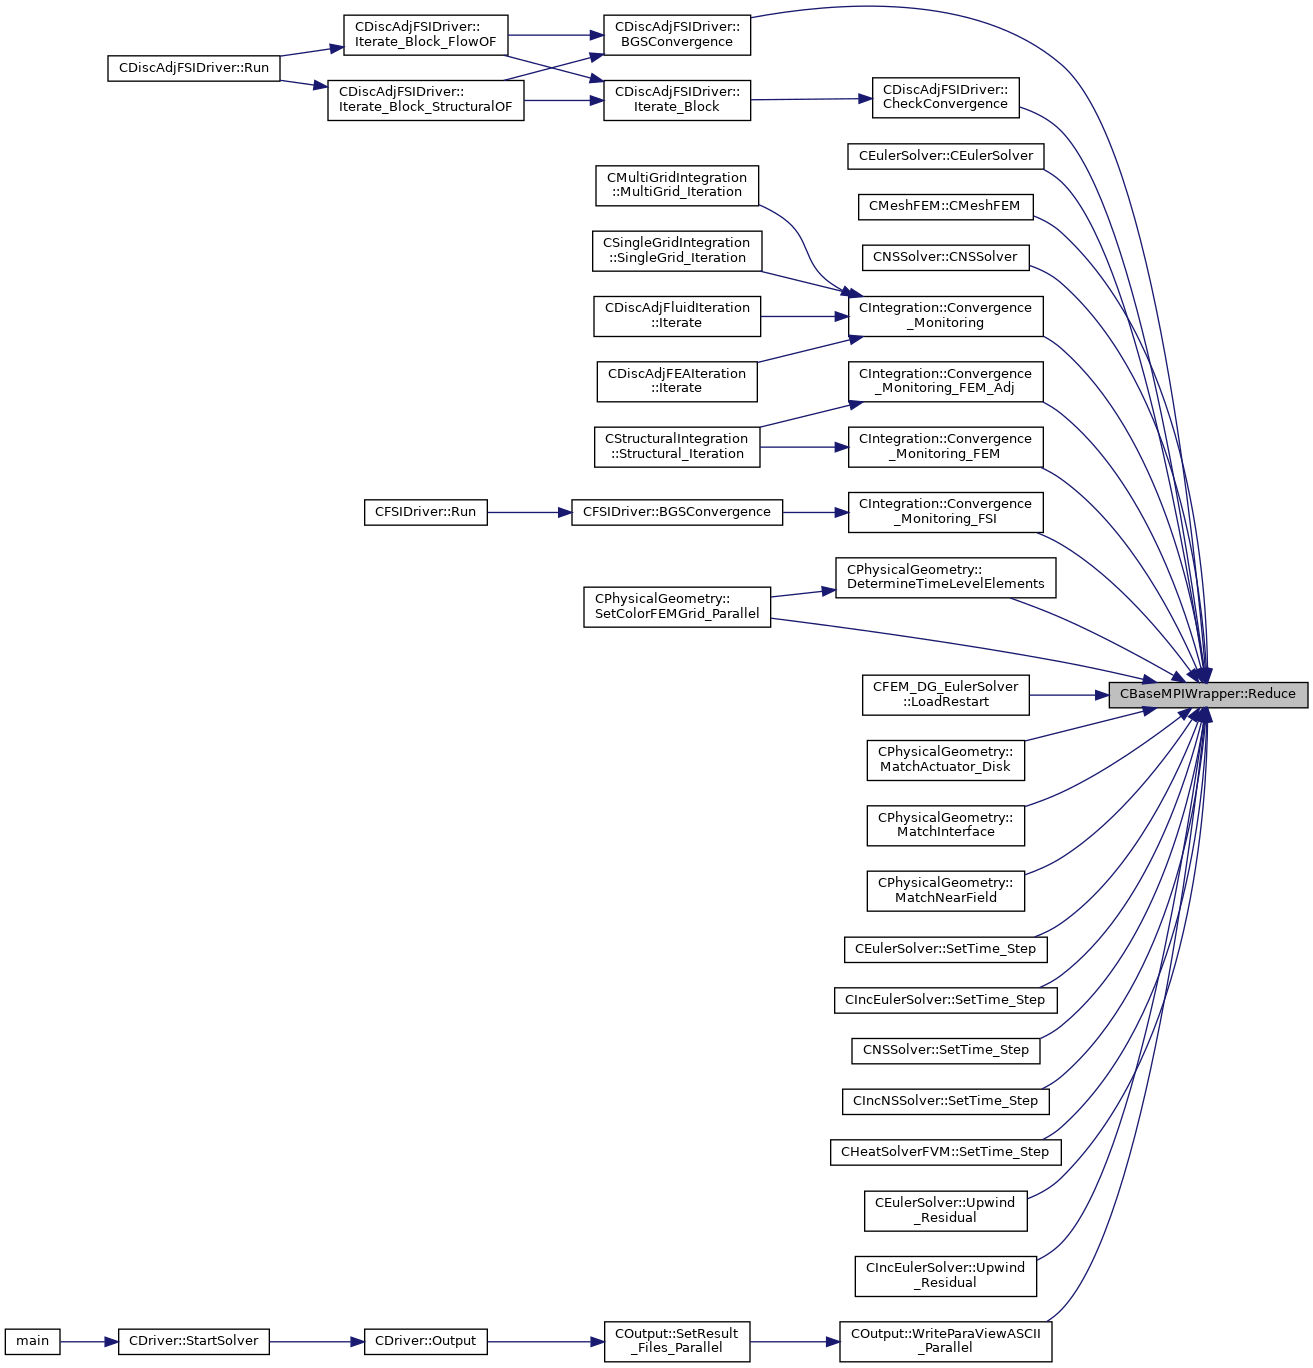 CDiscAdjFSIDriver::Run
CDiscAdjFSIDriver::
Iterate_Block_FlowOF
CDiscAdjFSIDriver::
Iterate_Block_StructuralOF
CDiscAdjFSIDriver::
BGSConvergence
CDiscAdjFSIDriver::
Iterate_Block
CDiscAdjFSIDriver::
CheckConvergence
CEulerSolver::CEulerSolver
CMeshFEM::CMeshFEM
CNSSolver::CNSSolver
CMultiGridIntegration
::MultiGrid_Iteration
CSingleGridIntegration
::SingleGrid_Iteration
CDiscAdjFluidIteration
::Iterate
CDiscAdjFEAIteration
::Iterate
CIntegration::Convergence
_Monitoring
CIntegration::Convergence
_Monitoring_FEM_Adj
CStructuralIntegration
::Structural_Iteration
CIntegration::Convergence
_Monitoring_FEM
CFSIDriver::Run
CFSIDriver::BGSConvergence
CIntegration::Convergence
_Monitoring_FSI
CPhysicalGeometry::
DetermineTimeLevelElements
CPhysicalGeometry::
SetColorFEMGrid_Parallel
CFEM_DG_EulerSolver
::LoadRestart
CBaseMPIWrapper::Reduce
CPhysicalGeometry::
MatchActuator_Disk
CPhysicalGeometry::
MatchInterface
CPhysicalGeometry::
MatchNearField
CEulerSolver::SetTime_Step
CIncEulerSolver::SetTime_Step
CNSSolver::SetTime_Step
CIncNSSolver::SetTime_Step
CHeatSolverFVM::SetTime_Step
CEulerSolver::Upwind
_Residual
CIncEulerSolver::Upwind
_Residual
main
CDriver::StartSolver
CDriver::Output
COutput::SetResult
_Files_Parallel
COutput::WriteParaViewASCII
_Parallel